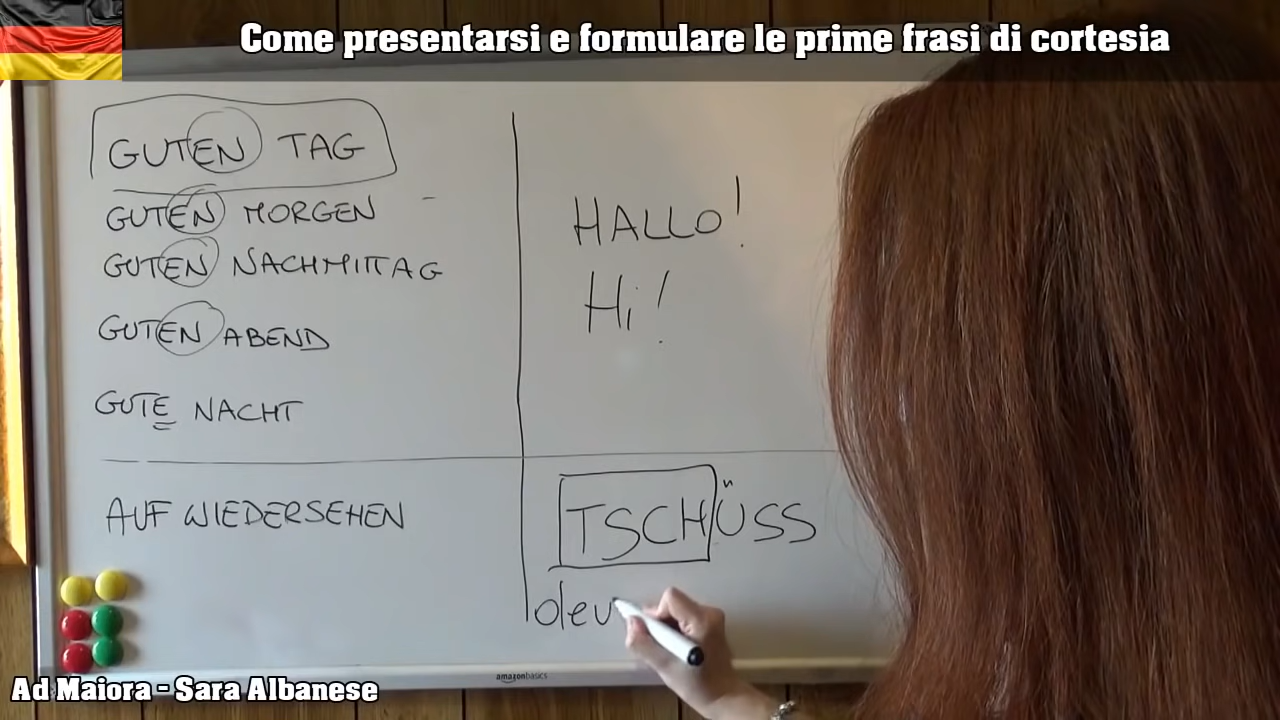 Come presentarsi e formulare le prime frasi di cortesia
GUTEN TAG
GUTEN MORGEN
GUTEN NACHMITTAG
GUTEN ABEND
GUTE NACHT
HALLO!
Hi!
AUF WIEDERSEHEN
TSCHÜSS
deu
amazonbasics
Ad Maiora - Sara Albanese